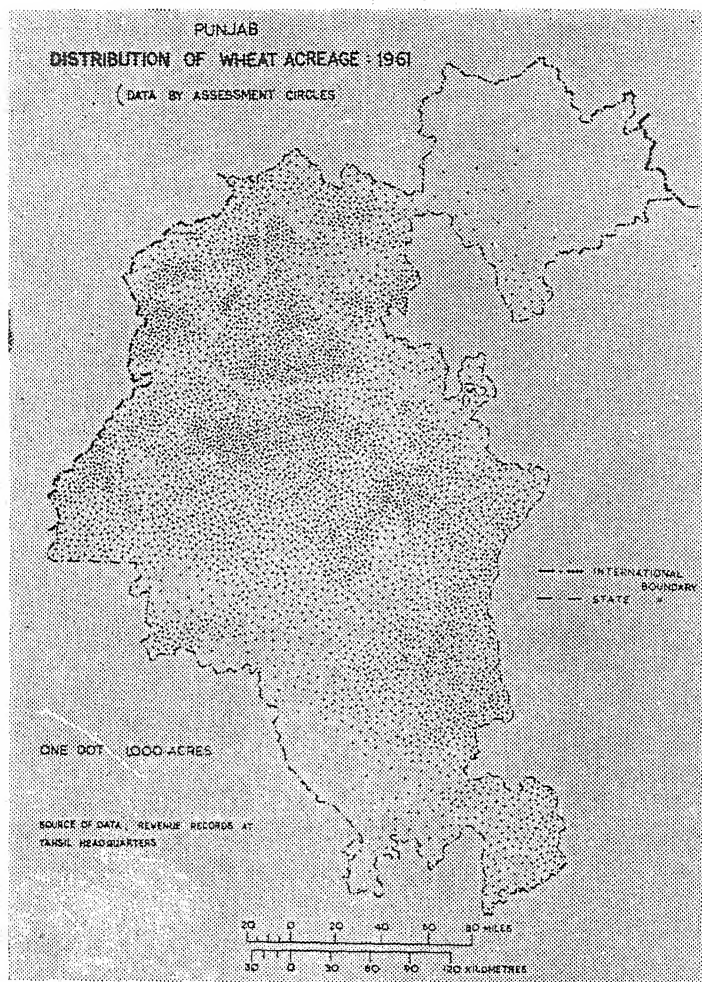 PUNJAB
DISTRIBUTION OF WHEAT ACREAGE : 1961
(DATA BY ASSESSMENT CIRCLES)
INTERNATIONAL
BOUNDARY
STATE "
ONE DOT 1,000 ACRES
SOURCE OF DATA, REVENUE RECORDS AT
TAHSIL HEADQUARTERS
20 0 20 40 60 80 MILES
30 0 30 60 90 120 KILOMETRES